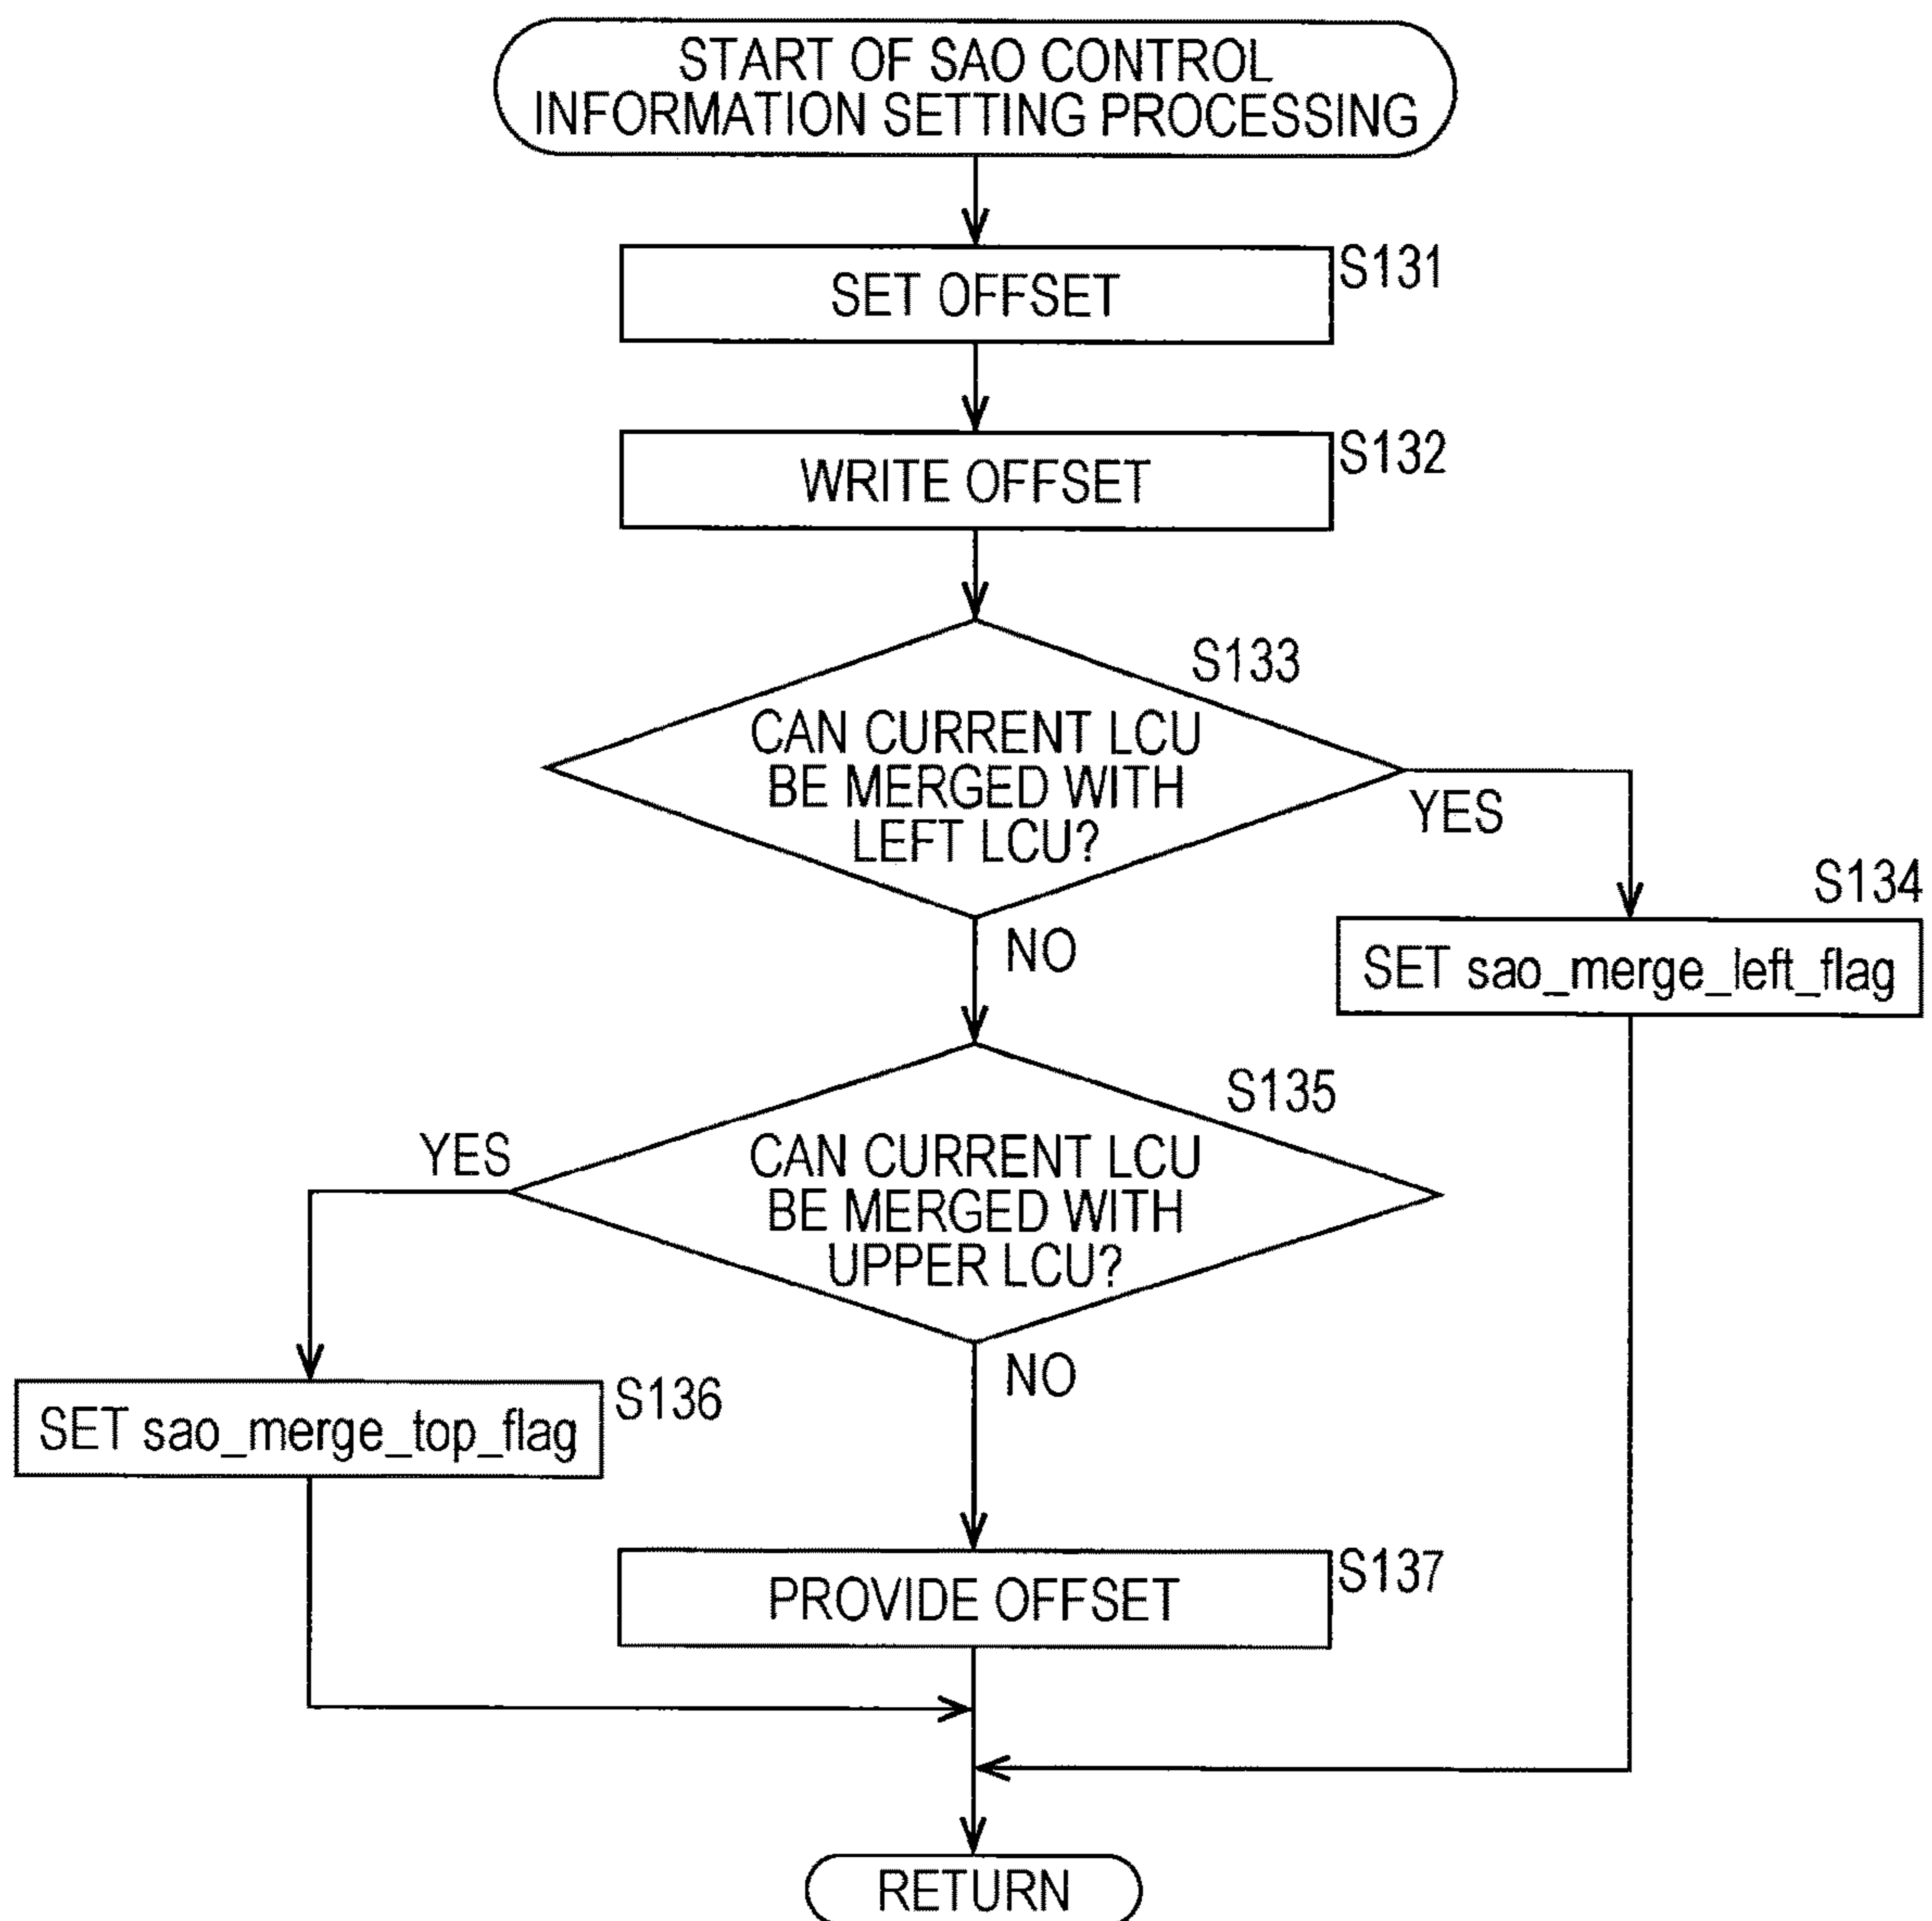 START OF SAO CONTROL
INFORMATION SETTING PROCESSING
SET OFFSET
S131
WRITE OFFSET
S132
S133
CAN CURRENT LCU
BE MERGED WITH
LEFT LCU?
YES
NO
S134
SET sao_merge_left_flag
S135
YES
CAN CURRENT LCU
BE MERGED WITH
UPPER LCU?
NO
SET sao_merge_top_flag
S136
PROVIDE OFFSET
S137
RETURN